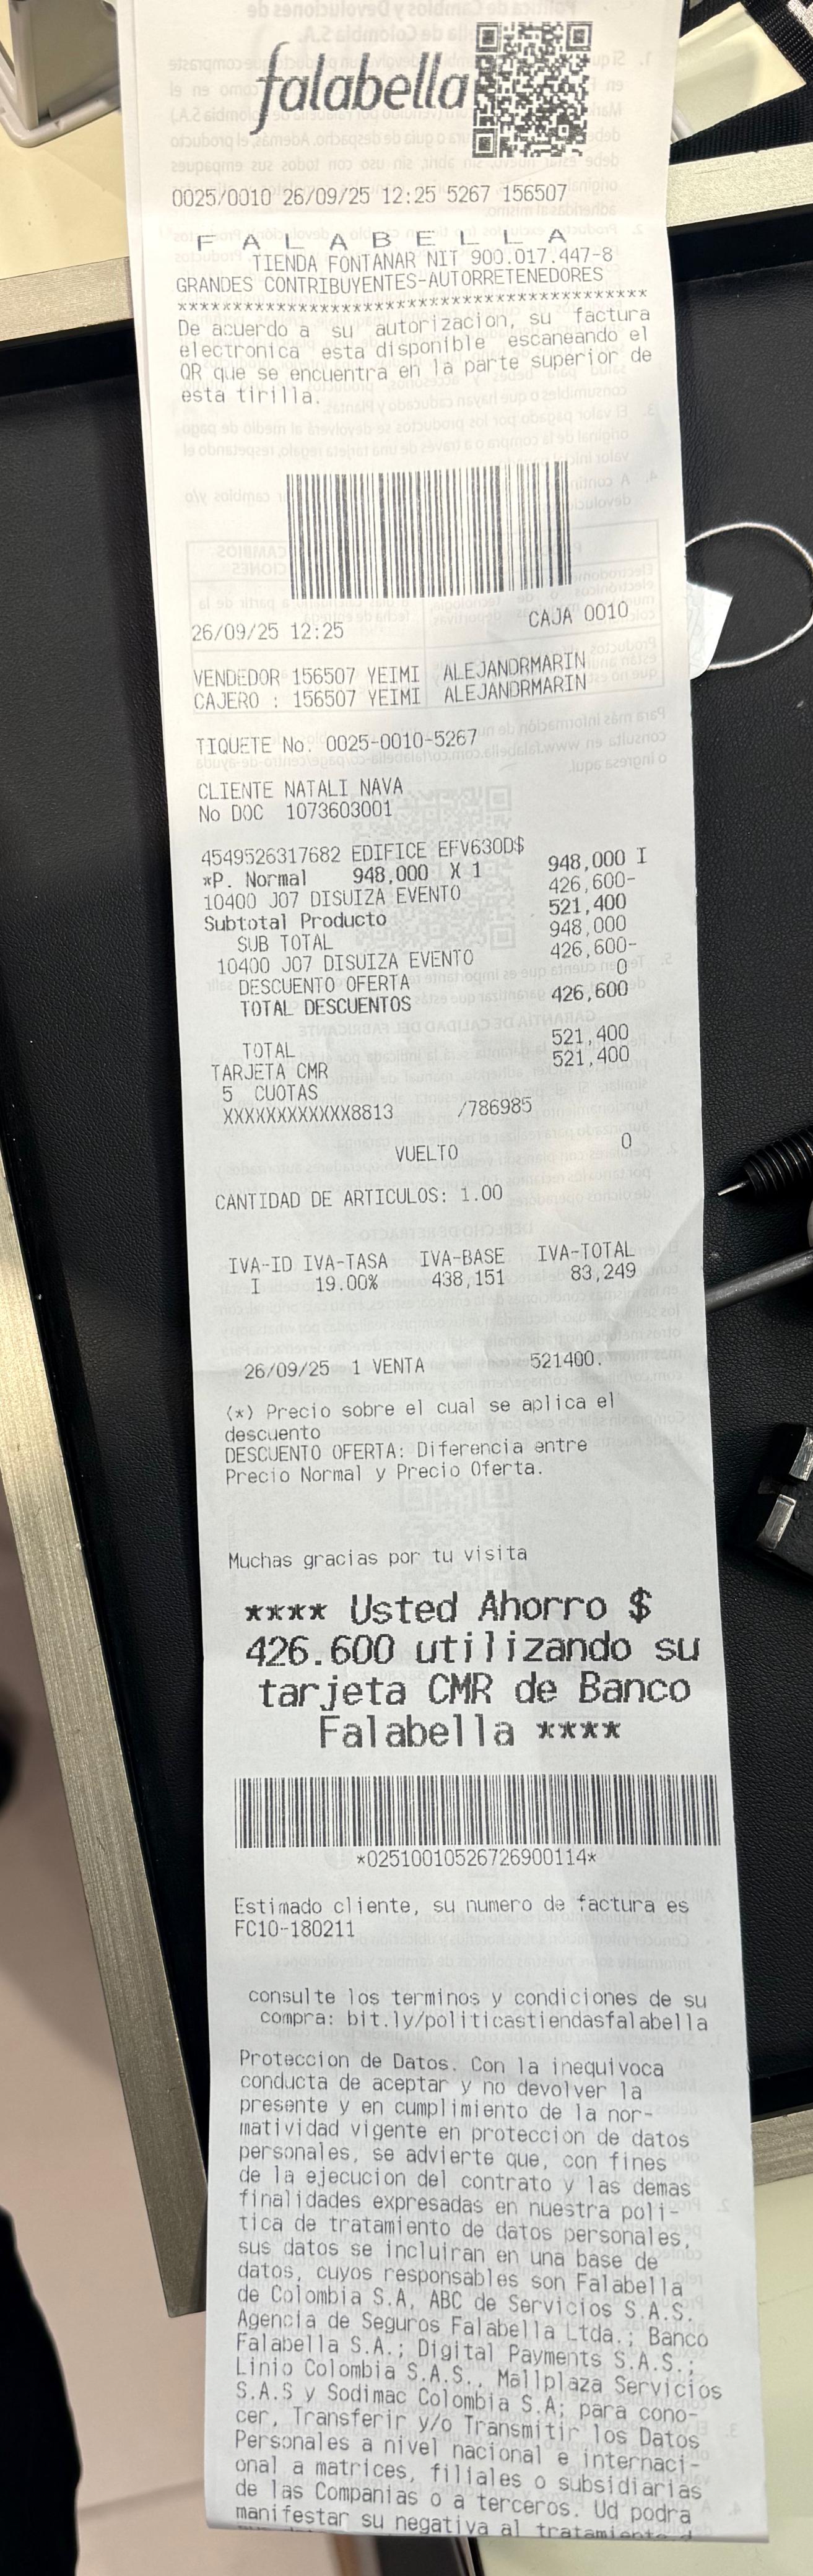 falabella
0025/0010 26/09/25 12:25 5267 156507
F A L A B E L L A
TIENDA FONTANAR NIT 900.017.447-8
GRANDES CONTRIBUYENTES-AUTORRETENEDORES
******************************************
De acuerdo a su autorizacion, su factura
electronica esta disponible escaneando el
QR que se encuentra en la parte superior de
esta tirilla.
26/09/25 12:25 CAJA 0010
VENDEDOR 156507 YEIMI ALEJANDRMARIN
CAJERO : 156507 YEIMI ALEJANDRMARIN
TIQUETE No. 0025-0010-5267
CLIENTE NATALI NAVA
No DOC 1073603001
4549526317682 EDIFICE EFV630D$ 948,000 I
*P. Normal 948,000 X 1
10400 J07 DISUIZA EVENTO 426,600-
Subtotal Producto 521,400
SUB TOTAL 948,000
10400 J07 DISUIZA EVENTO 426,600-
DESCUENTO OFERTA 0
TOTAL DESCUENTOS 426,600
TOTAL 521,400
TARJETA CMR 521,400
5 CUOTAS
XXXXXXXXXXXX8813 /786985
VUELTO 0
CANTIDAD DE ARTICULOS: 1.00
IVA-ID IVA-TASA IVA-BASE IVA-TOTAL
I 19.00% 438,151 83,249
26/09/25 1 VENTA 521400.
(*) Precio sobre el cual se aplica el
descuento
DESCUENTO OFERTA: Diferencia entre
Precio Normal y Precio Oferta.
Muchas gracias por tu visita
**** Usted Ahorro $
426.600 utilizando su
tarjeta CMR de Banco
Falabella ****
*02510010526726900114*
Estimado cliente, su numero de factura es
FC10-180211
consulte los terminos y condiciones de su
compra: bit.ly/politicastiendasfalabella
Proteccion de Datos. Con la inequivoca
conducta de aceptar y no devolver la
presente y en cumplimiento de la nor-
matividad vigente en proteccion de datos
personales, se advierte que, con fines
de la ejecucion del contrato y las demas
finalidades expresadas en nuestra poli-
tica de tratamiento de datos personales,
sus datos se incluiran en una base de
datos, cuyos responsables son Falabella
de Colombia S.A, ABC de Servicios S.A.S.
Agencia de Seguros Falabella Ltda.; Banco
Falabella S.A.; Digital Payments S.A.S.;
Linio Colombia S.A.S., Mallplaza Servicios
S.A.S y Sodimac Colombia S.A; para cono-
cer, Transferir y/o Transmitir los Datos
Personales a nivel nacional e internaci-
onal a matrices, filiales o subsidiarias
de las Companias o a terceros. Ud podra
manifestar su negativa al tratamiento d